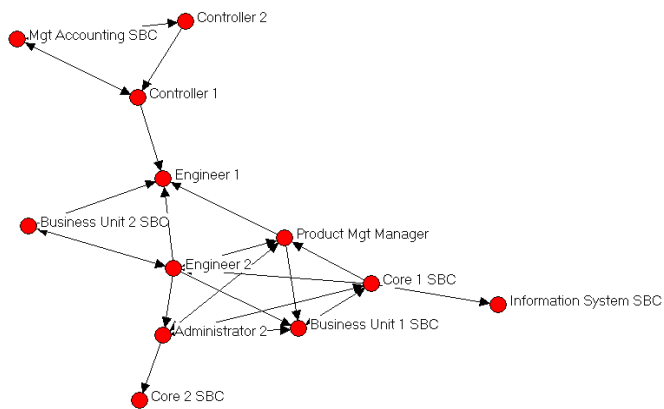 Controller 2
Mgt Accounting SBC
Controller 1
Engineer 1
Business Unit 2 SBC
Product Mgt Manager
Engineer 2
Core 1 SBC
Information System SBC
Administrator 2
Business Unit 1 SBC
Core 2 SBC